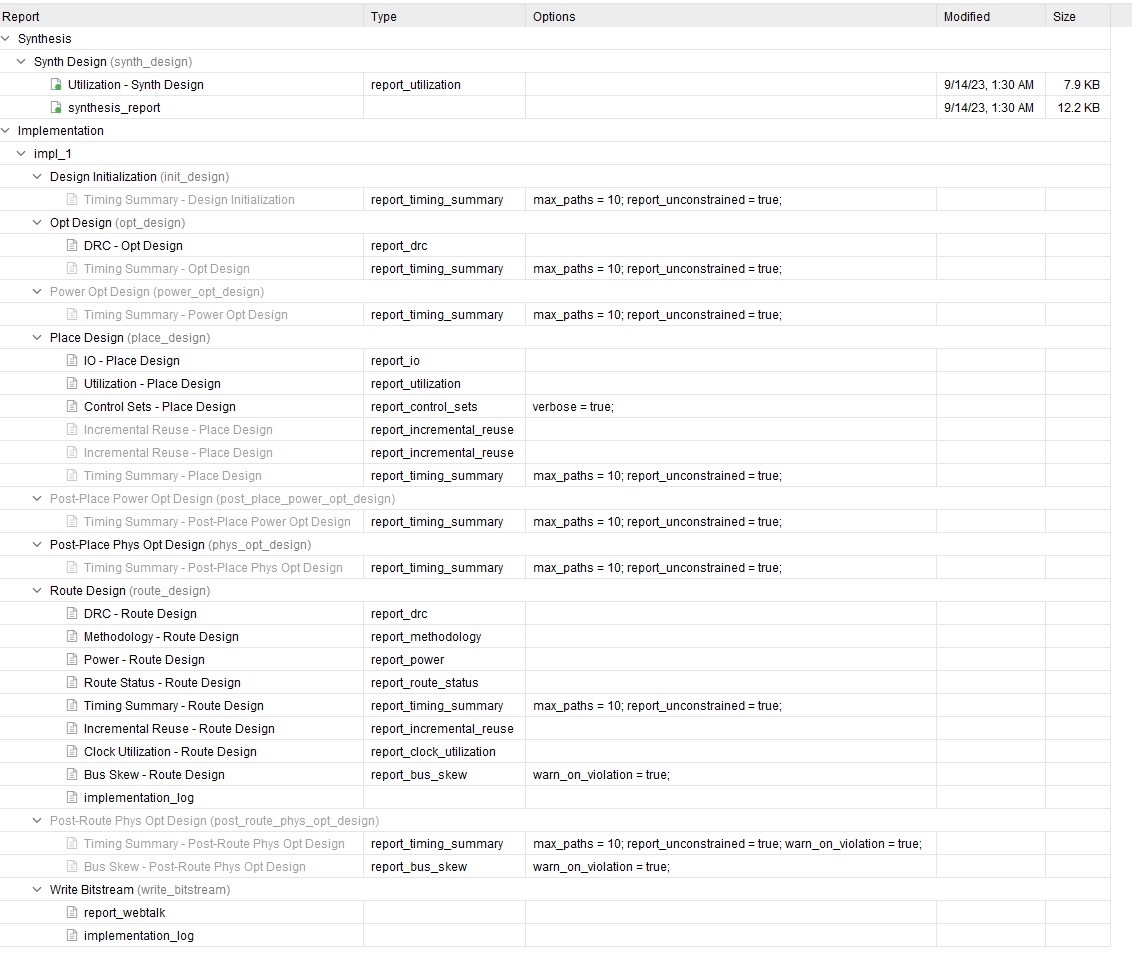 Report Type Options Modified Size
Synthesis
Synth Design (synth_design)
Utilization - Synth Design report_utilization 9/14/23, 1:30 AM 7.9 KB
synthesis_report 9/14/23, 1:30 AM 12.2 KB
Implementation
impl_1
Design Initialization (init_design)
Timing Summary - Design Initialization report_timing_summary max_paths = 10; report_unconstrained = true;
Opt Design (opt_design)
DRC - Opt Design report_drc
Timing Summary - Opt Design report_timing_summary max_paths = 10; report_unconstrained = true;
Power Opt Design (power_opt_design)
Timing Summary - Power Opt Design report_timing_summary max_paths = 10; report_unconstrained = true;
Place Design (place_design)
IO - Place Design report_io
Utilization - Place Design report_utilization
Control Sets - Place Design report_control_sets verbose = true;
Incremental Reuse - Place Design report_incremental_reuse
Incremental Reuse - Place Design report_incremental_reuse
Timing Summary - Place Design report_timing_summary max_paths = 10; report_unconstrained = true;
Post-Place Power Opt Design (post_place_power_opt_design)
Timing Summary - Post-Place Power Opt Design report_timing_summary max_paths = 10; report_unconstrained = true;
Post-Place Phys Opt Design (phys_opt_design)
Timing Summary - Post-Place Phys Opt Design report_timing_summary max_paths = 10; report_unconstrained = true;
Route Design (route_design)
DRC - Route Design report_drc
Methodology - Route Design report_methodology
Power - Route Design report_power
Route Status - Route Design report_route_status
Timing Summary - Route Design report_timing_summary max_paths = 10; report_unconstrained = true;
Incremental Reuse - Route Design report_incremental_reuse
Clock Utilization - Route Design report_clock_utilization
Bus Skew - Route Design report_bus_skew warn_on_violation = true;
implementation_log
Post-Route Phys Opt Design (post_route_phys_opt_design)
Timing Summary - Post-Route Phys Opt Design report_timing_summary max_paths = 10; report_unconstrained = true; warn_on_violation = true;
Bus Skew - Post-Route Phys Opt Design report_bus_skew warn_on_violation = true;
Write Bitstream (write_bitstream)
report_webtalk
implementation_log